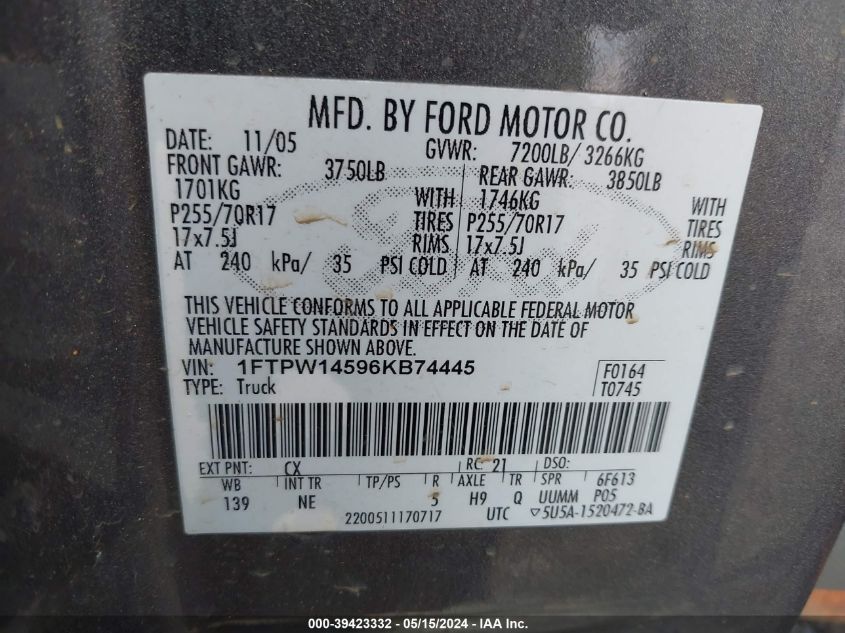 MFD. BY FORD MOTOR CO.
DATE: 11/05 GVWR: 7200LB/ 3266KG
FRONT GAWR: 3750LB REAR GAWR: 3850LB
1701KG WITH 1746KG WITH
P255/70R17 TIRES P255/70R17 TIRES
17x7.5J RIMS 17x7.5J RIMS
AT 240 kPa/ 35 PSI COLD AT 240 kPa/ 35 PSI COLD
THIS VEHICLE CONFORMS TO ALL APPLICABLE FEDERAL MOTOR
VEHICLE SAFETY STANDARDS IN EFFECT ON THE DATE OF
MANUFACTURE SHOWN ABOVE.
VIN: 1FTPW14596KB74445 F0164
TYPE: Truck T0745
EXT PNT: CX RC: 21 DSO:
WB INT TR TP/PS R AXLE TR SPR 6F613
139 NE 5 H9 Q UUMM P05
2200511170717 UTC ▽5U5A-1520472-BA
000-39423332 - 05/15/2024 - IAA Inc.